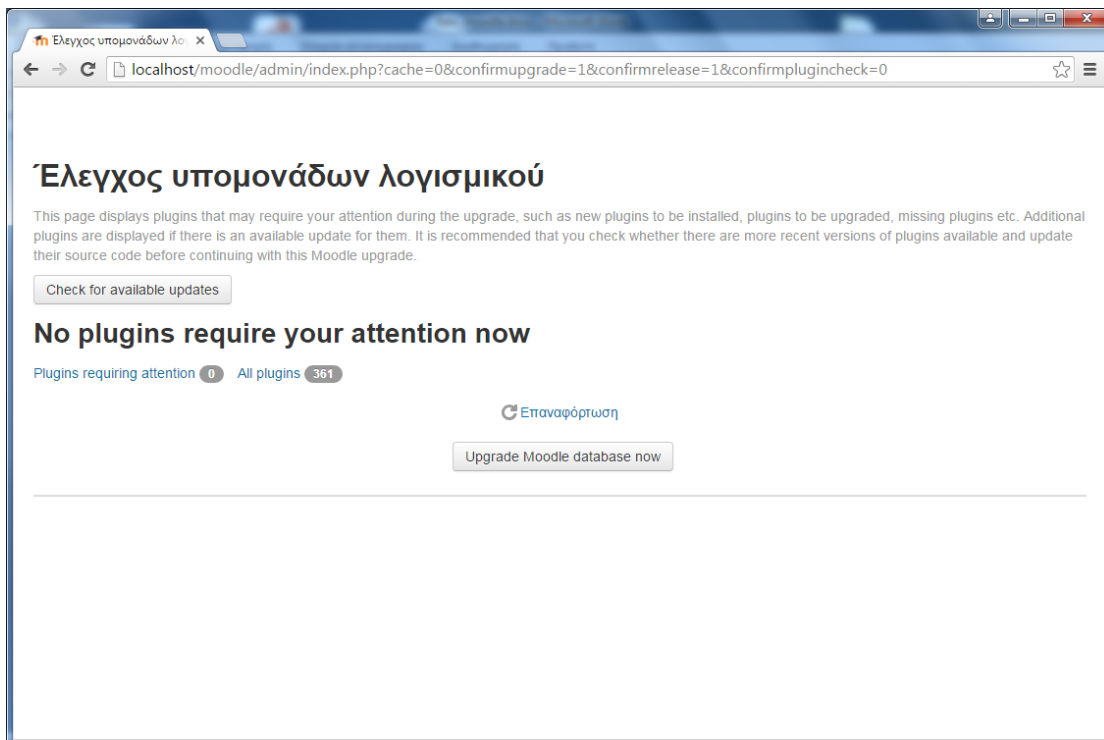 Έλεγχος υπομονάδων λο
localhost/moodle/admin/index.php?cache=0&confirmupgrade=1&confirmrelease=1&confirmplugincheck=0
Έλεγχος υπομονάδων λογισμικού
This page displays plugins that may require your attention during the upgrade, such as new plugins to be installed, plugins to be upgraded, missing plugins etc. Additional
plugins are displayed if there is an available update for them. It is recommended that you check whether there are more recent versions of plugins available and update
their source code before continuing with this Moodle upgrade.
Check for available updates
No plugins require your attention now
Plugins requiring attention 0 All plugins 361
Επαναφόρτωση
Upgrade Moodle database now